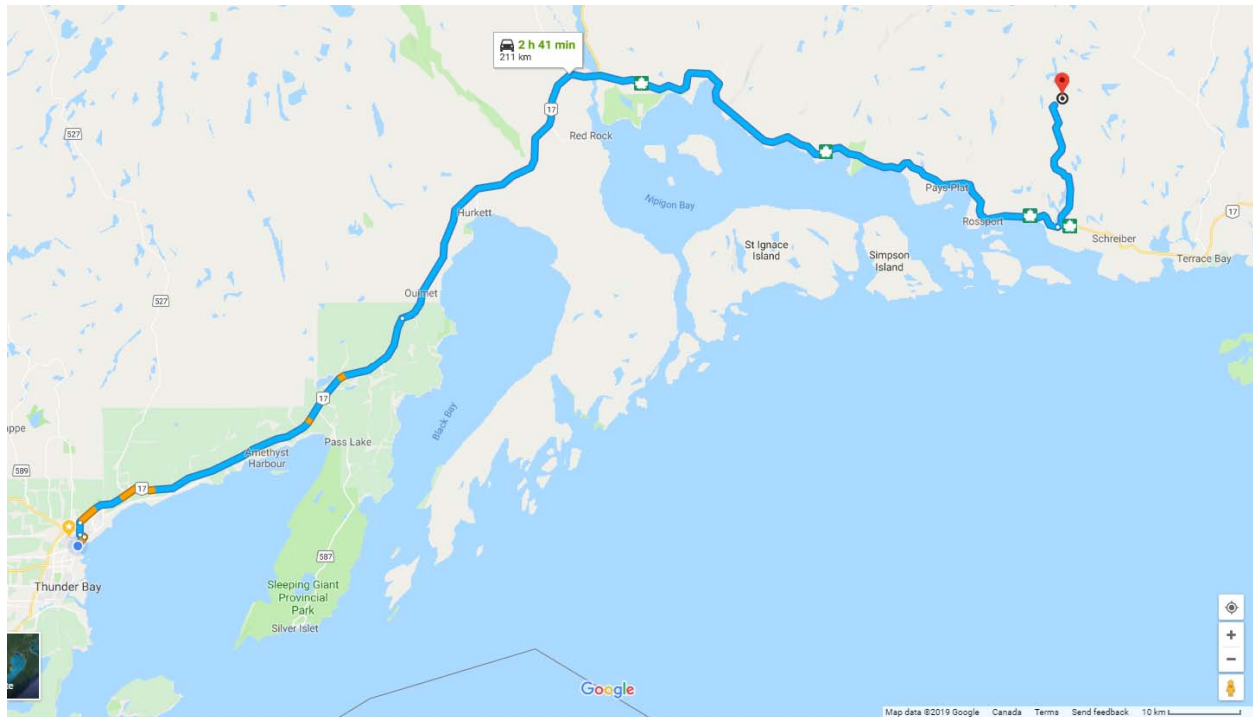 527
2 h 41 min
211 km
17
Red Rock
Nipigon Bay
Pays Plat
Rossport
17
Schreiber
Terrace Bay
Hurkett
St Ignace
Island
Simpson
Island
Ouimet
527
17
Pass Lake
Black Bay
Amethyst
Harbour
appe
589
17
Thunder Bay
587
Sleeping Giant
Provincial
Park
Silver Islet
te
Google
Map data ©2019 Google Canada Terms Send feedback 10 km